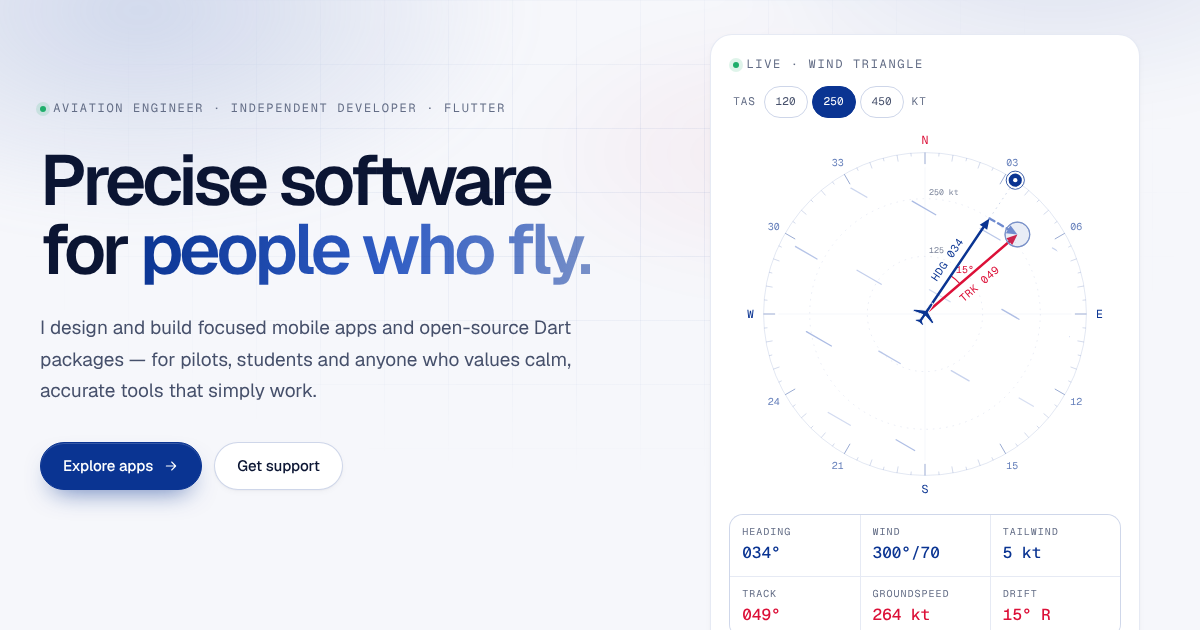 AVIATION ENGINEER · INDEPENDENT DEVELOPER · FLUTTER
Precise software
for people who fly.
I design and build focused mobile apps and open-source Dart
packages — for pilots, students and anyone who values calm,
accurate tools that simply work.
Explore apps →
Get support
LIVE · WIND TRIANGLE
TAS 120 250 450 KT
N
33
03
250 kt
30
06
125
HDG 034
15°
TRK 049
W
E
24
12
21
15
S
HEADING
034°
WIND
300°/70
TAILWIND
5 kt
TRACK
049°
GROUNDSPEED
264 kt
DRIFT
15° R